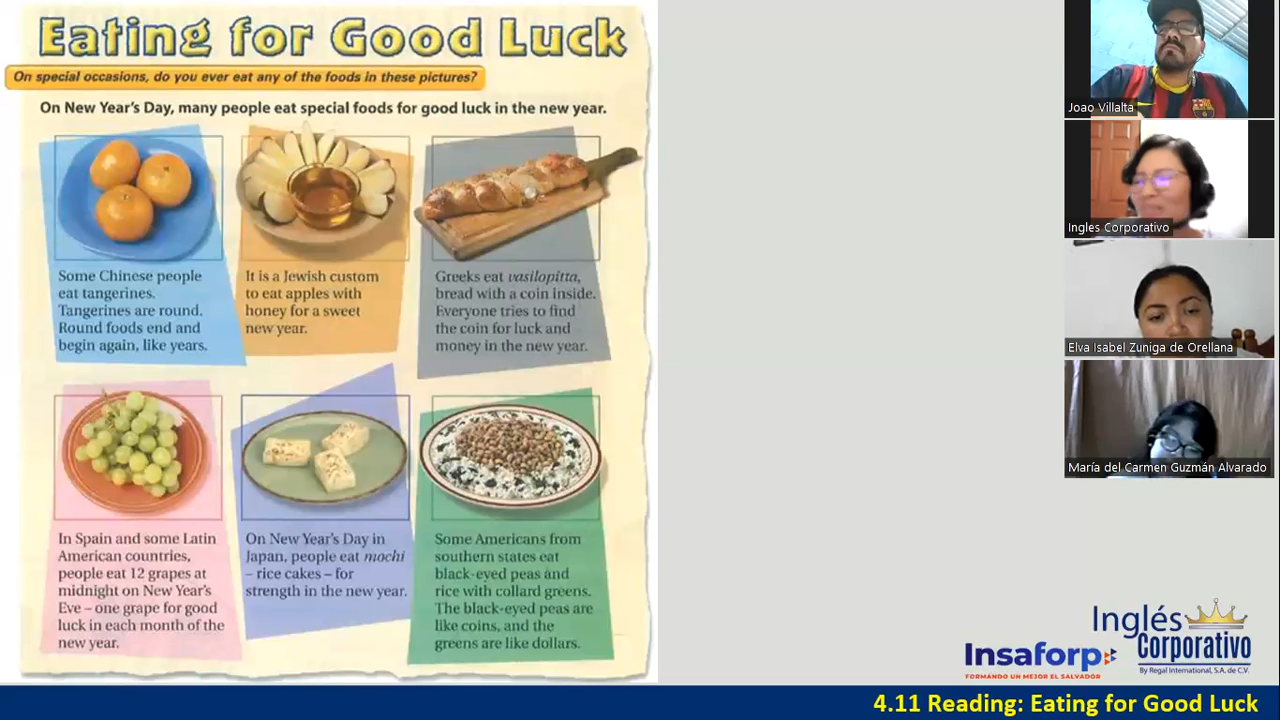 Eating for Good Luck
On special occasions, do you ever eat any of the foods in these pictures?
On New Year's Day, many people eat special foods for good luck in the new year.
Some Chinese people
eat tangerines.
Tangerines are round.
Round foods end and
begin again, like years.
It is a Jewish custom
to eat apples with
honey for a sweet
new year.
Greeks eat vasilopitta,
bread with a coin inside.
Everyone tries to find
the coin for luck and
money in the new year.
In Spain and some Latin
American countries,
people eat 12 grapes at
midnight on New Year's
Eve – one grape for good
luck in each month of the
new year.
On New Year's Day in
Japan, people eat mochi
– rice cakes – for
strength in the new year.
Some Americans from
southern states eat
black-eyed peas and
rice with collard greens.
The black-eyed peas are
like coins, and the
greens are like dollars.
Joao Villalta
Ingles Corporativo
Elva Isabel Zuniga de Orellana
María del Carmen Guzmán Alvarado
Insaforp
FORMANDO UN MEJOR EL SALVADOR
Inglés
Corporativo
By Regal International, S.A. de C.V.
4.11 Reading: Eating for Good Luck